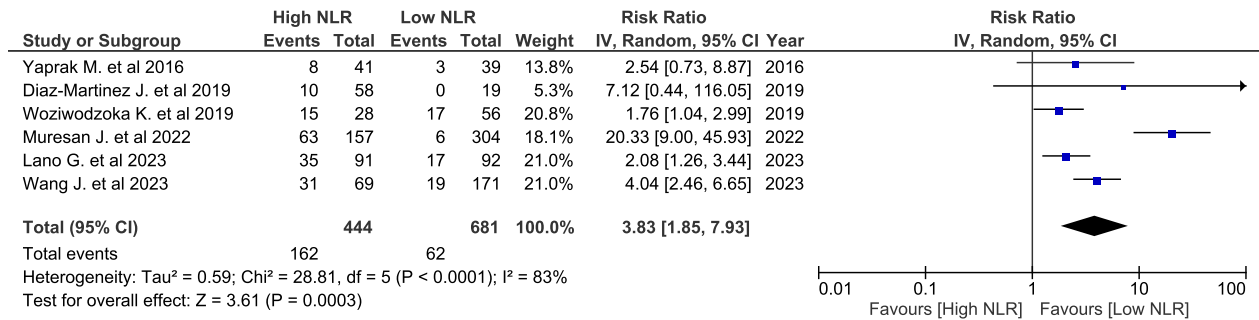 High NLR Low NLR Risk Ratio Risk Ratio
Study or Subgroup Events Total Events Total Weight IV, Random, 95% CI Year IV, Random, 95% CI
Yaprak M. et al 2016 8 41 3 39 13.8% 2.54 [0.73, 8.87] 2016
Diaz-Martinez J. et al 2019 10 58 0 19 5.3% 7.12 [0.44, 116.05] 2019
Woziwodzoka K. et al 2019 15 28 17 56 20.8% 1.76 [1.04, 2.99] 2019
Muresan J. et al 2022 63 157 6 304 18.1% 20.33 [9.00, 45.93] 2022
Lano G. et al 2023 35 91 17 92 21.0% 2.08 [1.26, 3.44] 2023
Wang J. et al 2023 31 69 19 171 21.0% 4.04 [2.46, 6.65] 2023
Total (95% CI) 444 681 100.0% 3.83 [1.85, 7.93]
Total events 162 62
Heterogeneity: Tau² = 0.59; Chi² = 28.81, df = 5 (P < 0.0001); I² = 83%
Test for overall effect: Z = 3.61 (P = 0.0003)
0.01 0.1 1 10 100
Favours [High NLR] Favours [Low NLR]